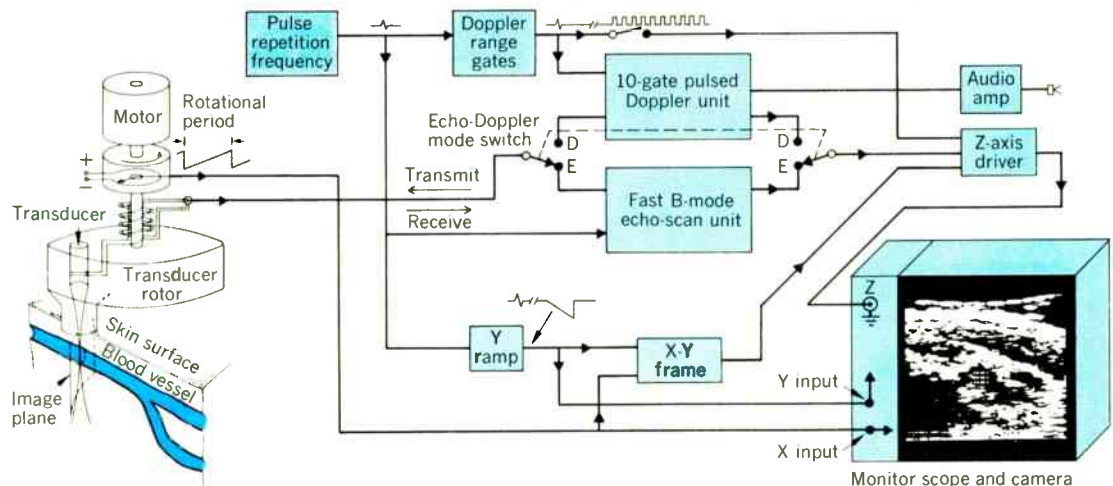 Pulse
repetition
frequency
Doppler
range
gates
10-gate pulsed
Doppler unit
Audio
amp
Motor
Rotational
period
Echo-Doppler
mode switch
D
E
D
E
Z-axis
driver
+
–
Transmit
Receive
Fast B-mode
echo-scan unit
Transducer
Transducer
rotor
Skin surface
Blood vessel
Image
plane
Y
ramp
X-Y
frame
Z
Y input
X input
Monitor scope and camera